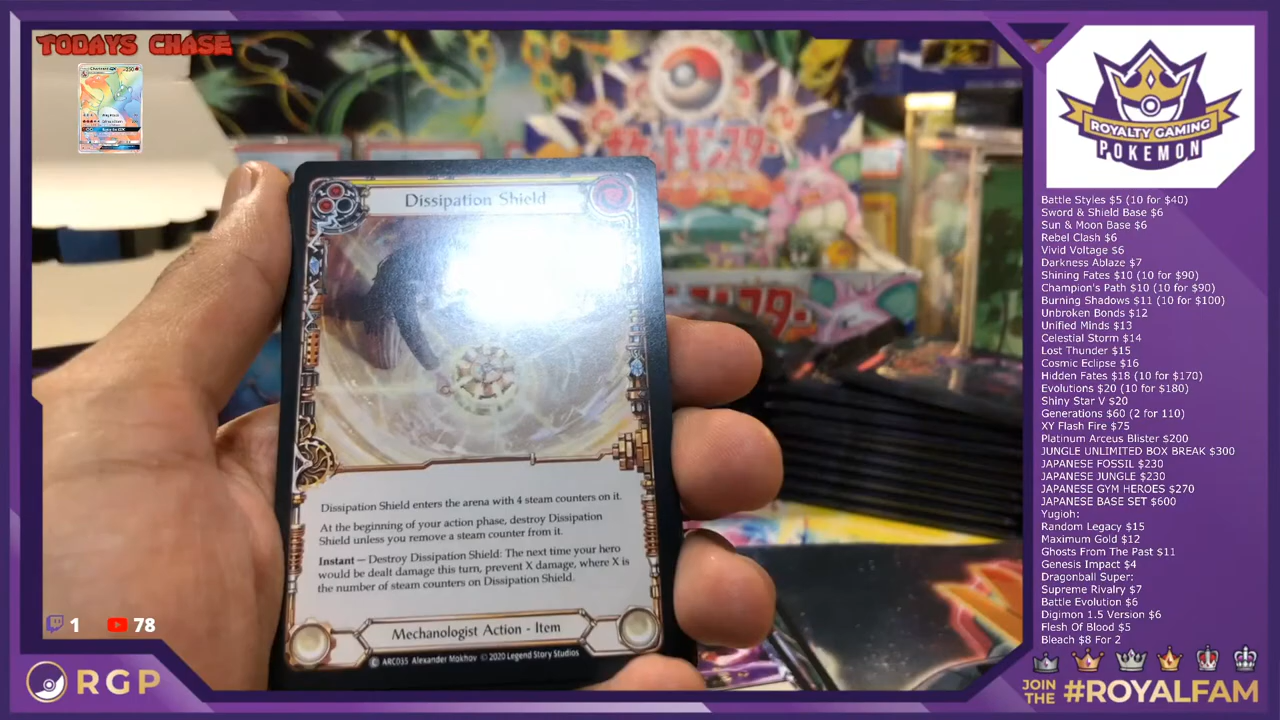 TODAYS CHASE
Dissipation Shield
Dissipation Shield enters the arena with 4 steam counters on it.
At the beginning of your action phase, destroy Dissipation
Shield unless you remove a steam counter from it.
Instant — Destroy Dissipation Shield: The next time your hero
would be dealt damage this turn, prevent X damage, where X is
the number of steam counters on Dissipation Shield.
Mechanologist Action - Item
© ARC035 Alexander Mokhov © 2020 Legend Story Studios
ポケットモンスター
1
78
RGP
ROYALTY GAMING
POKEMON
Battle Styles $5 (10 for $40)
Sword & Shield Base $6
Sun & Moon Base $6
Rebel Clash $6
Vivid Voltage $6
Darkness Ablaze $7
Shining Fates $10 (10 for $90)
Champion's Path $10 (10 for $90)
Burning Shadows $11 (10 for $100)
Unbroken Bonds $12
Unified Minds $13
Celestial Storm $14
Lost Thunder $15
Cosmic Eclipse $16
Hidden Fates $18 (10 for $170)
Evolutions $20 (10 for $180)
Shiny Star V $20
Generations $60 (2 for 110)
XY Flash Fire $75
Platinum Arceus Blister $200
JUNGLE UNLIMITED BOX BREAK $300
JAPANESE FOSSIL $230
JAPANESE JUNGLE $230
JAPANESE GYM HEROES $270
JAPANESE BASE SET $600
Yugioh:
Random Legacy $15
Maximum Gold $12
Ghosts From The Past $11
Genesis Impact $4
Dragonball Super:
Supreme Rivalry $7
Battle Evolution $6
Digimon 1.5 Version $6
Flesh Of Blood $5
Bleach $8 For 2
JOIN
THE #ROYALFAM